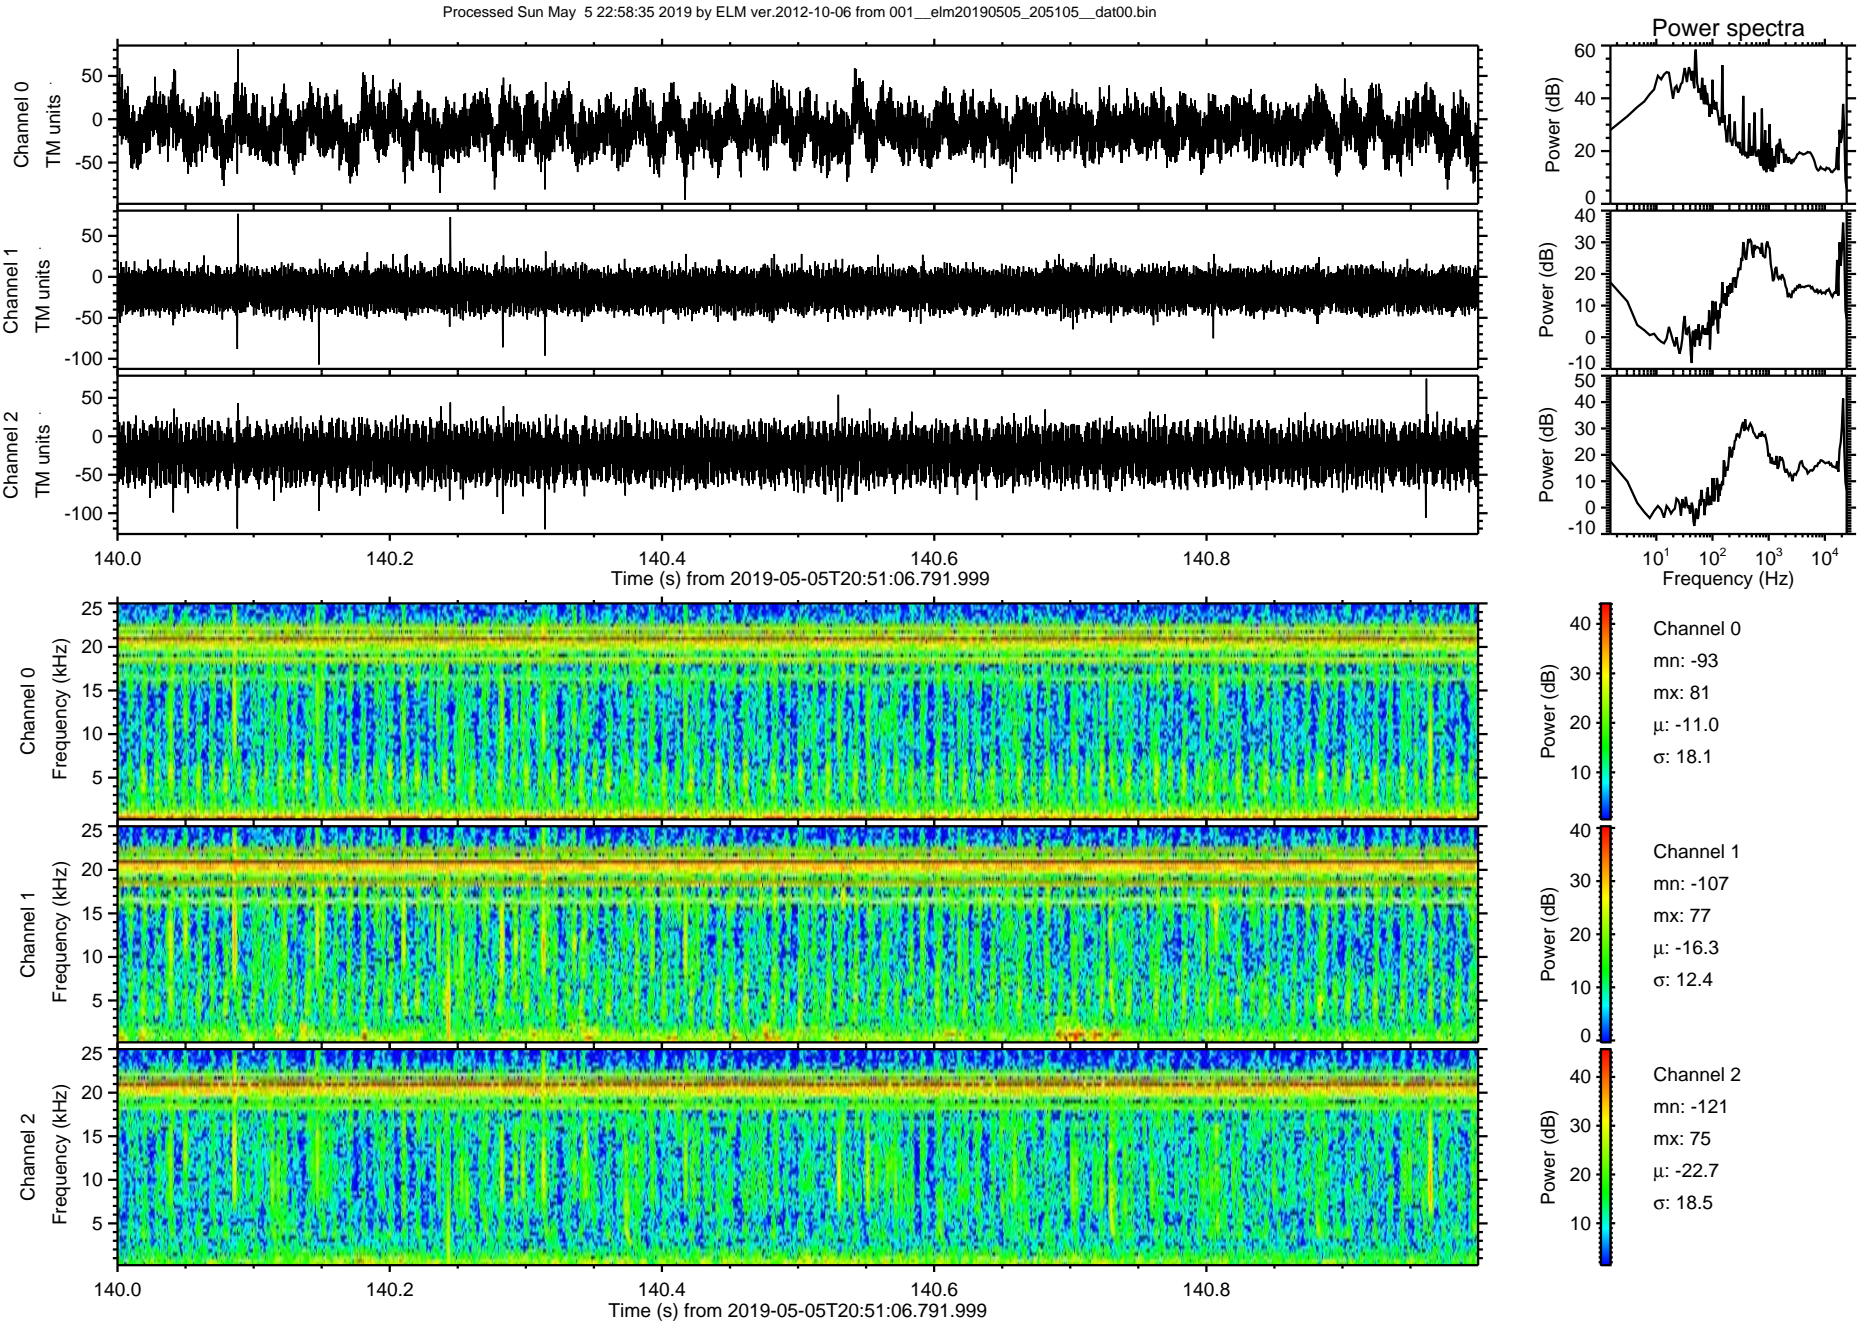 Processed Sun May  5 22:58:35 2019 by ELM ver.2012-10-06 from 001__elm20190505_205105__dat00.bin
Power spectra
Channel 0
TM units
50
0
-50
Power (dB)
60
40
20
0
Channel 1
TM units
50
0
-50
-100
Power (dB)
40
30
20
10
0
-10
Channel 2
TM units
50
0
-50
-100
Power (dB)
50
40
30
20
10
0
-10
140.0 140.2 140.4 140.6 140.8
Time (s) from 2019-05-05T20:51:06.791.999
10¹ 10² 10³ 10⁴
Frequency (Hz)
Channel 0
Frequency (kHz)
25
20
15
10
5
Power (dB)
40
30
20
10
Channel 0
mn: -93
mx: 81
μ: -11.0
σ: 18.1
Channel 1
Frequency (kHz)
25
20
15
10
5
Power (dB)
40
30
20
10
0
Channel 1
mn: -107
mx: 77
μ: -16.3
σ: 12.4
Channel 2
Frequency (kHz)
25
20
15
10
5
Power (dB)
40
30
20
10
Channel 2
mn: -121
mx: 75
μ: -22.7
σ: 18.5
140.0 140.2 140.4 140.6 140.8
Time (s) from 2019-05-05T20:51:06.791.999